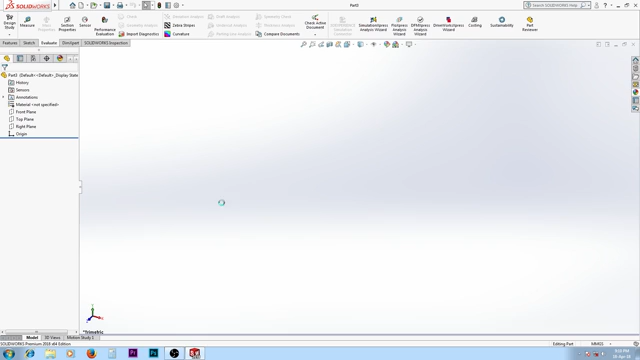 SOLIDWORKS
Part3
Search SOLIDWORKS Help
Design Study
Measure
Section Properties
Sensor
Performance Evaluation
Check
Geometry Analysis
Import Diagnostics
Deviation Analysis
Zebra Stripes
Curvature
Draft Analysis
Undercut Analysis
Parting Line Analysis
Symmetry Check
Thickness Analysis
Compare Documents
Check Active Document
SimulationXpress Analysis Wizard
FloXpress Analysis Wizard
DFMXpress Analysis Wizard
DriveWorksXpress Wizard
Sustainability
Part Reviewer
Features Sketch Evaluate DimXpert SOLIDWORKS Inspection
Part3 (Default<<Default>_Display State
History
Sensors
Annotations
Material <not specified>
Front Plane
Top Plane
Right Plane
Origin
*Trimetric
Model 3D Views Motion Study 1
SOLIDWORKS Premium 2018 x64 Edition
Editing Part
MMKS